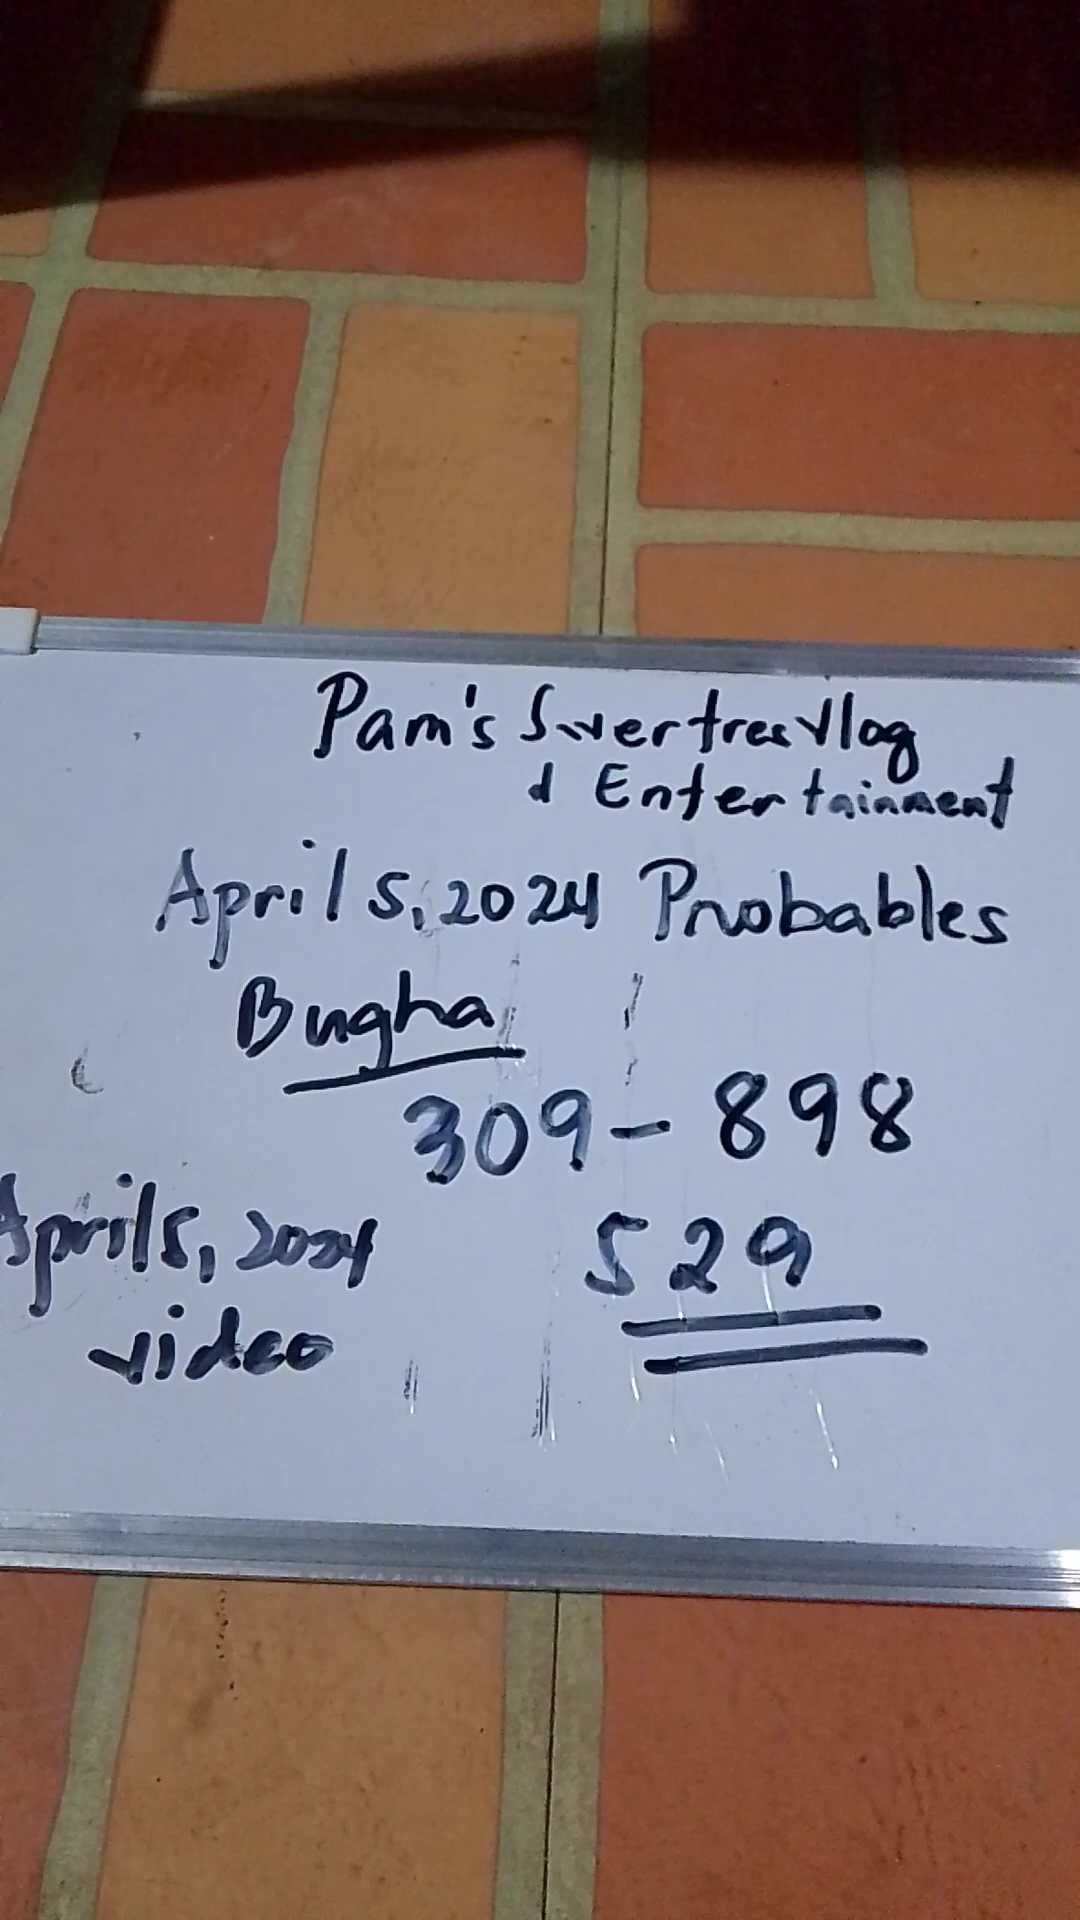 Pam's Swertres Vlog
& Entertainment
April 5, 2024 Probables
Bugha
309 - 898
April 5, 2024 529
video